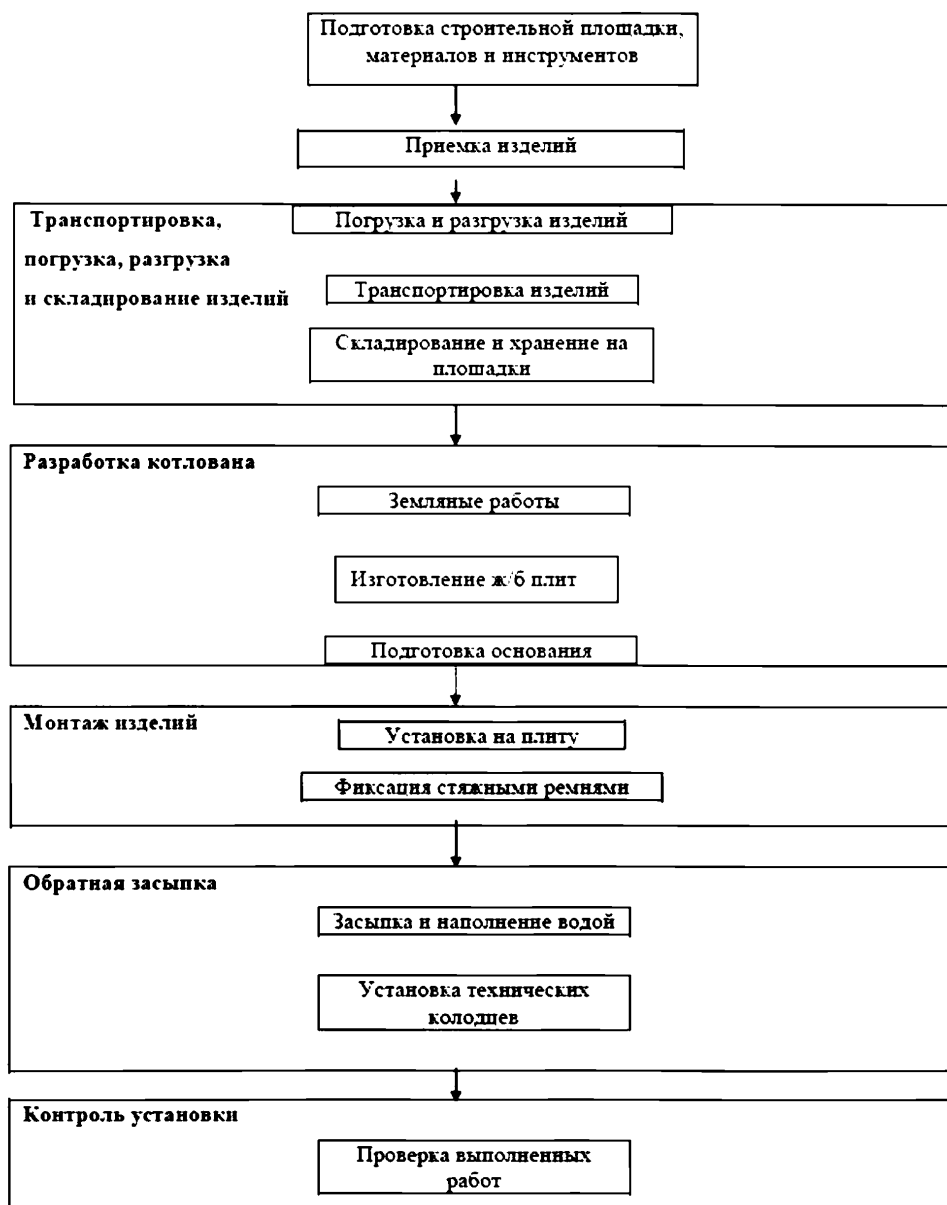 Подготовка строительной площадки,
материалов и инструментов
Приемка изделий
Транспортировка,
погрузка, разгрузка
и складирование изделий
Погрузка и разгрузка изделий
Транспортировка изделий
Складирование и хранение на
площадки
Разработка котлована
Земляные работы
Изготовление ж/б плит
Подготовка основания
Монтаж изделий
Установка на плиту
Фиксация стяжными ремнями
Обратная засыпка
Засыпка и наполнение водой
Установка технических
колодцев
Контроль установки
Проверка выполненных
работ